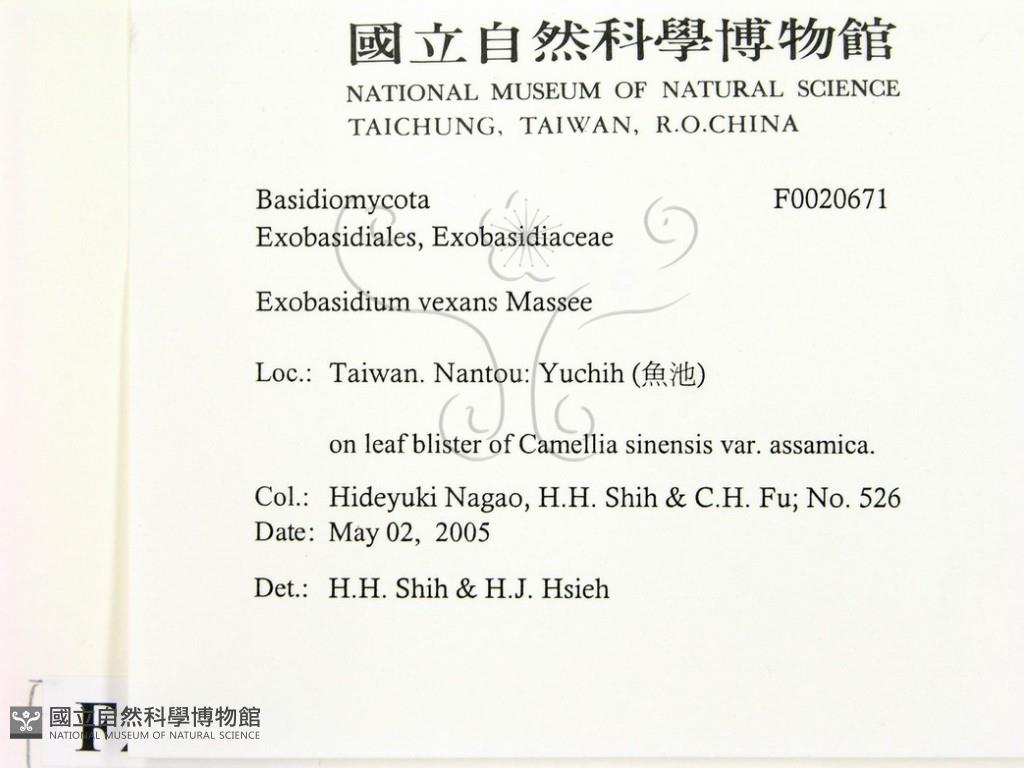 國立自然科學博物館
NATIONAL MUSEUM OF NATURAL SCIENCE
TAICHUNG, TAIWAN, R.O.CHINA
Basidiomycota F0020671
Exobasidiales, Exobasidiaceae
Exobasidium vexans Massee
Loc.: Taiwan. Nantou: Yuchih (魚池)
on leaf blister of Camellia sinensis var. assamica.
Col.: Hideyuki Nagao, H.H. Shih & C.H. Fu; No. 526
Date: May 02, 2005
Det.: H.H. Shih & H.J. Hsieh
F
國立自然科學博物館
NATIONAL MUSEUM OF NATURAL SCIENCE